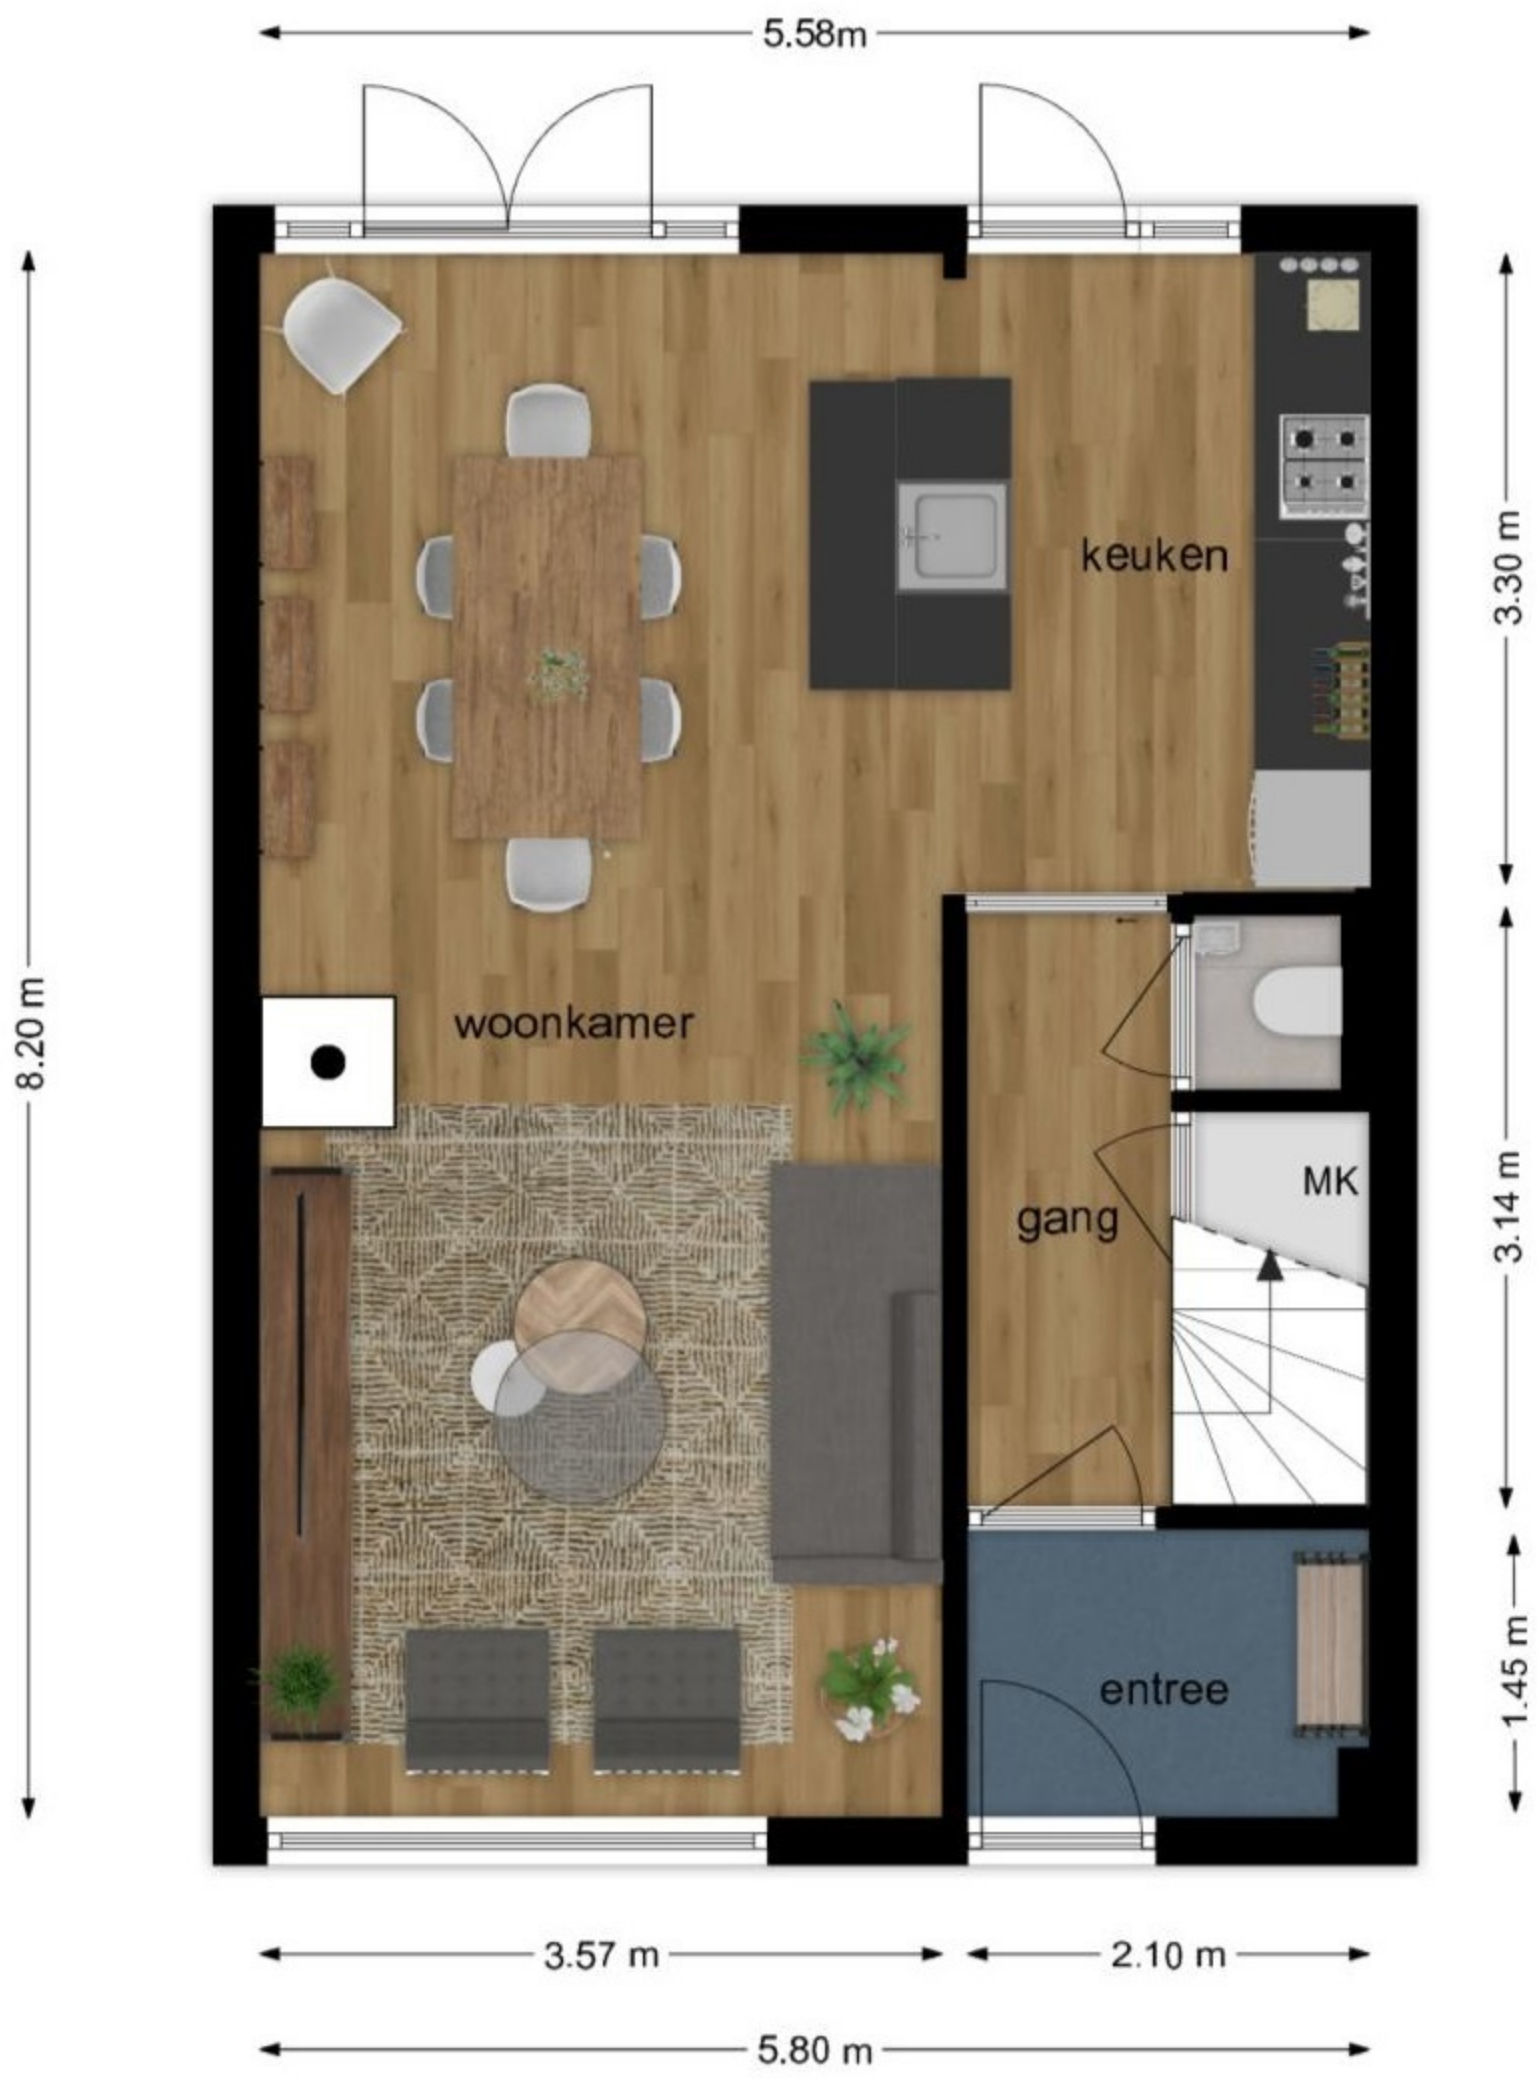 5.58m
keuken
3.30 m
8.20 m
woonkamer
MK
gang
3.14 m
entree
1.45 m
3.57 m
2.10 m
5.80 m